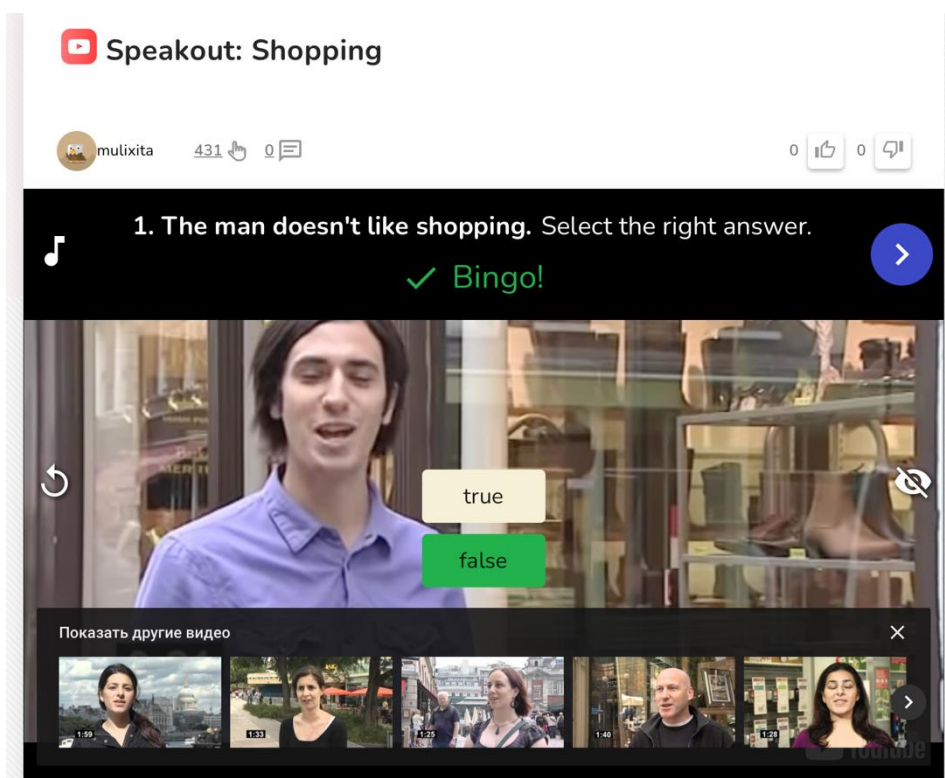 Speakout: Shopping
mulixita 431 0 0 0
1. The man doesn't like shopping. Select the right answer.
Bingo!
true
false
Показать другие видео
1:59 1:33 1:25 1:40 1:28
YouTube